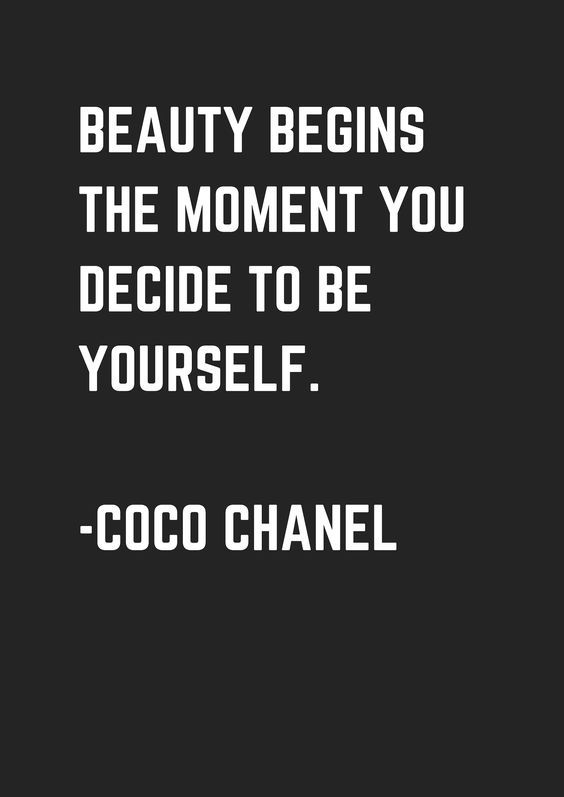 BEAUTY BEGINS
THE MOMENT YOU
DECIDE TO BE
YOURSELF.
-COCO CHANEL